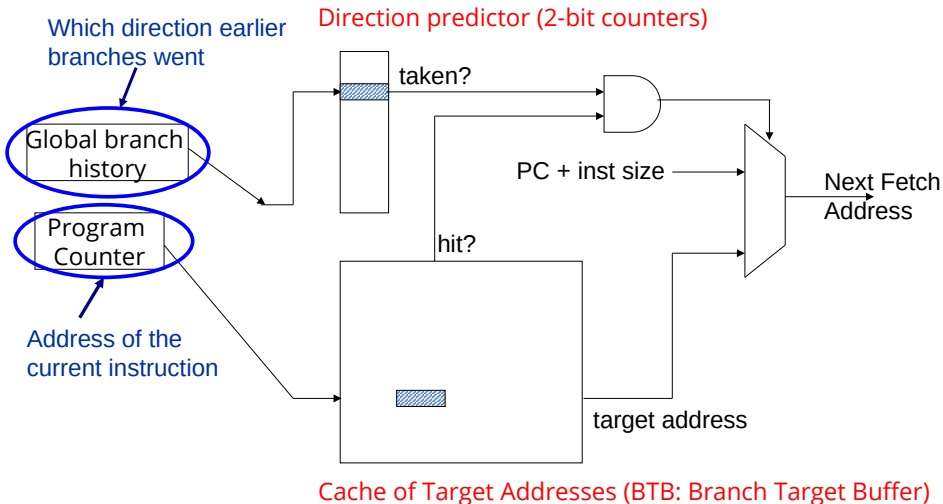 Direction predictor (2-bit counters)
Which direction earlier
branches went
taken?
Global branch
history
PC + inst size
Next Fetch
Address
Program
Counter
hit?
Address of the
current instruction
target address
Cache of Target Addresses (BTB: Branch Target Buffer)